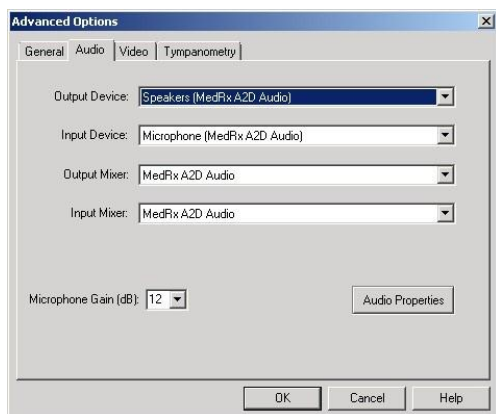 Advanced Options
General Audio Video Tympanometry
Output Device: Speakers (MedRx A2D Audio)
Input Device: Microphone (MedRx A2D Audio)
Output Mixer: MedRx A2D Audio
Input Mixer: MedRx A2D Audio
Microphone Gain (dB): 12 Audio Properties
OK Cancel Help